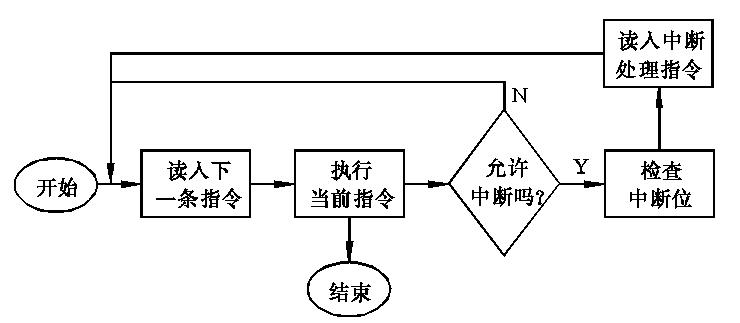 读入中断
处理指令
N
开始
读入下
一条指令
执行
当前指令
允许
中断吗?
Y
检查
中断位
结束